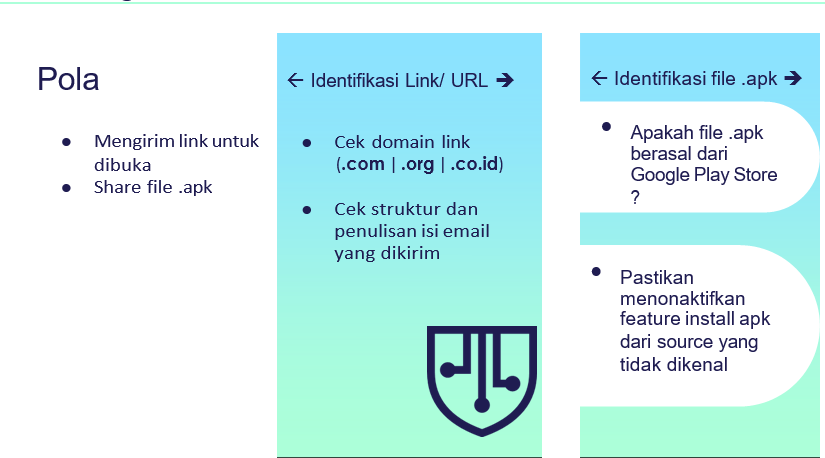 Pola
● Mengirim link untuk
dibuka
● Share file .apk
← Identifikasi Link/ URL ➔
● Cek domain link
(.com | .org | .co.id)
● Cek struktur dan
penulisan isi email
yang dikirim
← Identifikasi file .apk ➔
● Apakah file .apk
berasal dari
Google Play Store
?
● Pastikan
menonaktifkan
feature install apk
dari source yang
tidak dikenal